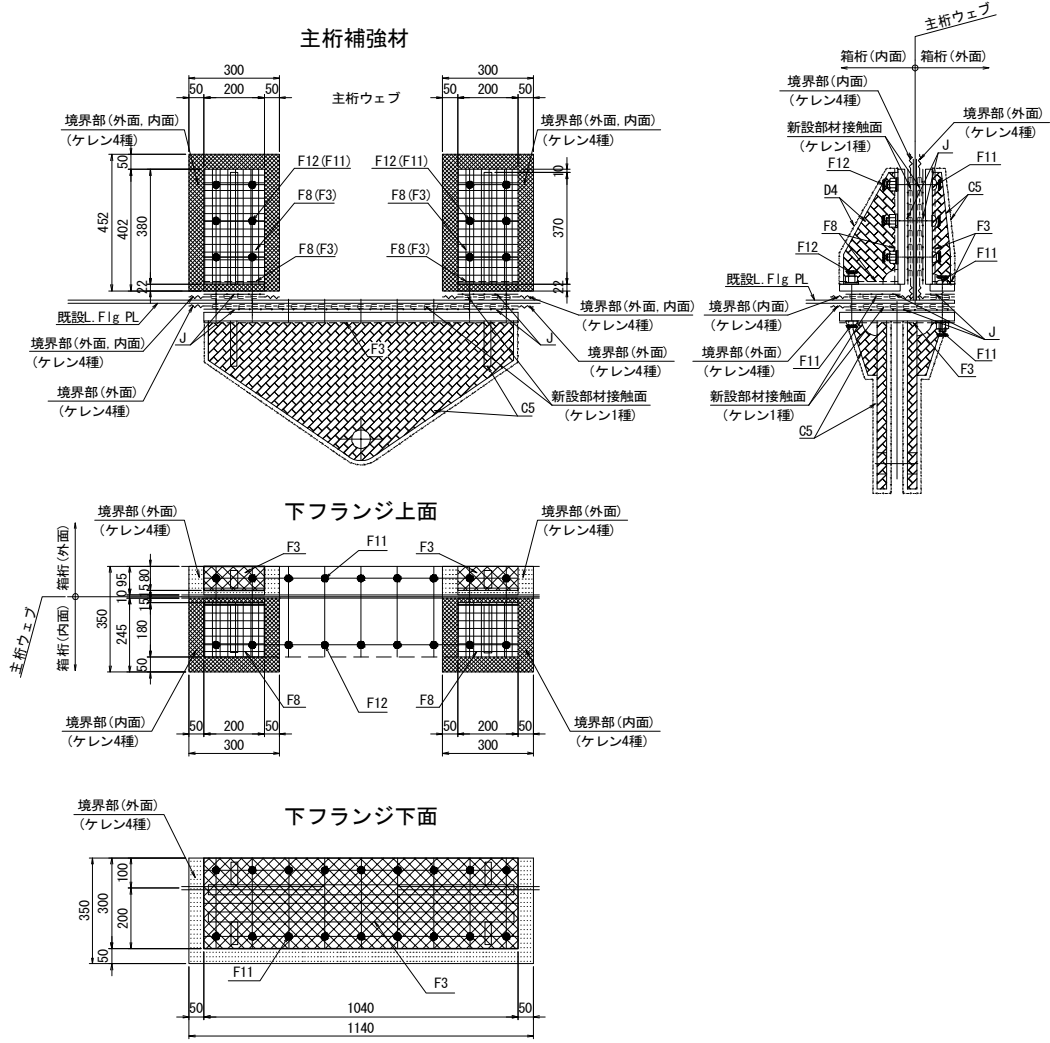 主桁補強材
300
50
200
50
主桁ウェブ
300
50
200
50
境界部(外面,内面)
(ケレン4種)
境界部(外面,内面)
(ケレン4種)
F12(F11)
F12(F11)
F8(F3)
F8(F3)
F8(F3)
F8(F3)
452
402
50
380
22
10
370
22
既設L.Flg PL
J
F3
J
境界部(外面,内面)
(ケレン4種)
境界部(外面,内面)
(ケレン4種)
境界部(外面)
(ケレン4種)
境界部(外面)
(ケレン4種)
新設部材接触面
(ケレン1種)
C5
主桁ウェブ
箱桁(内面)
箱桁(外面)
境界部(内面)
(ケレン4種)
境界部(外面)
(ケレン4種)
新設部材接触面
(ケレン1種)
J
F12
F11
D4
C5
F8
F3
F12
F11
既設L.Flg PL
境界部(内面)
(ケレン4種)
J
境界部(外面)
(ケレン4種)
F11
F11
F3
新設部材接触面
(ケレン1種)
C5
下フランジ上面
境界部(外面)
(ケレン4種)
境界部(外面)
(ケレン4種)
F3
F11
F3
箱桁(外面)
箱桁(内面)
主桁ウェブ
350
95
10
245
80
15
15
180
50
F8
F12
F8
境界部(内面)
(ケレン4種)
境界部(内面)
(ケレン4種)
50
200
50
300
50
200
50
300
下フランジ下面
境界部(外面)
(ケレン4種)
350
300
50
100
200
F11
F3
50
1040
50
1140